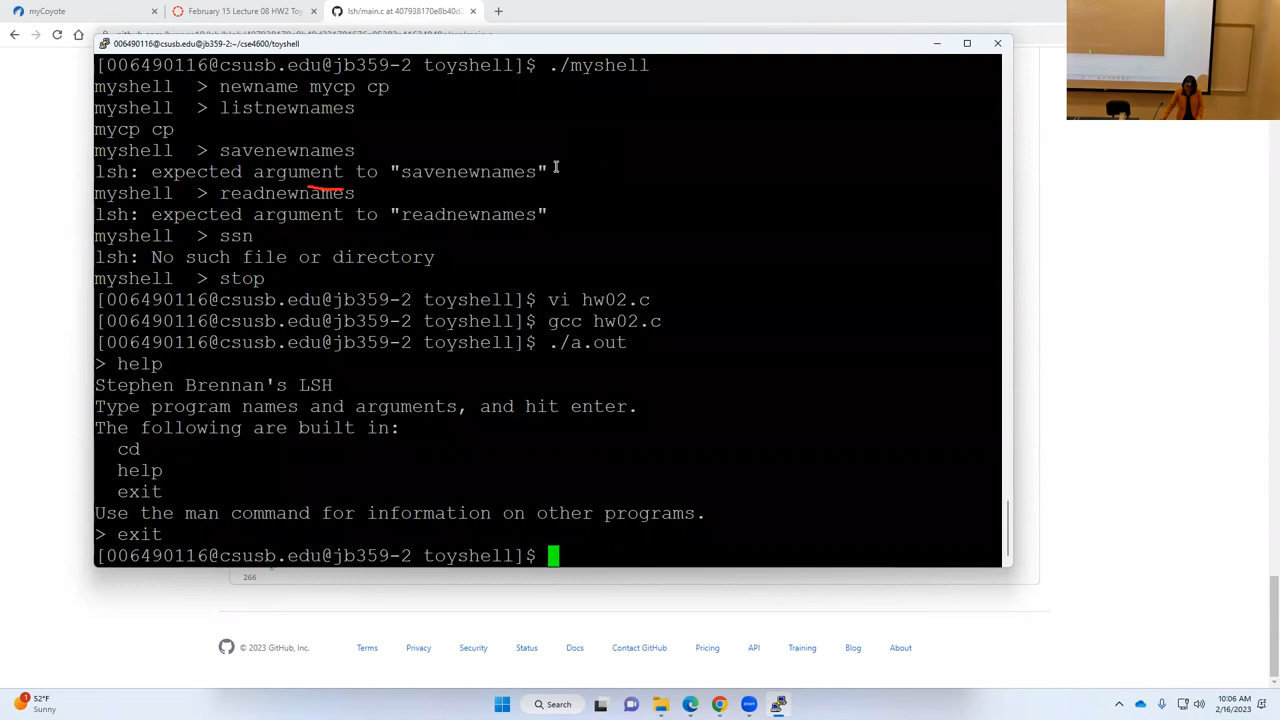 myCoyote
February 15 Lecture 08 HW2 Toy
lsh/main.c at 407938170e8b40d2
006490116@csusb.edu@jb359-2:~/cse4600/toyshell
[006490116@csusb.edu@jb359-2 toyshell]$ ./myshell
myshell > newname mycp cp
myshell > listnewnames
mycp cp
myshell > savenewnames
lsh: expected argument to "savenewnames"
myshell > readnewnames
lsh: expected argument to "readnewnames"
myshell > ssn
lsh: No such file or directory
myshell > stop
[006490116@csusb.edu@jb359-2 toyshell]$ vi hw02.c
[006490116@csusb.edu@jb359-2 toyshell]$ gcc hw02.c
[006490116@csusb.edu@jb359-2 toyshell]$ ./a.out
> help
Stephen Brennan's LSH
Type program names and arguments, and hit enter.
The following are built in:
cd
help
exit
Use the man command for information on other programs.
> exit
[006490116@csusb.edu@jb359-2 toyshell]$
266
© 2023 GitHub, Inc. Terms Privacy Security Status Docs Contact GitHub Pricing API Training Blog About
1
52°F
Sunny
Search
zoom
10:06 AM
2/16/2023